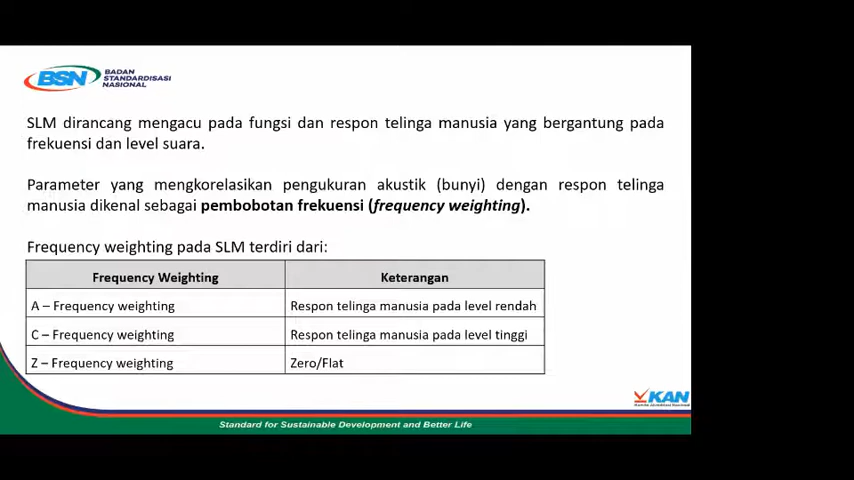 BSN BADAN
STANDARDISASI
NASIONAL
SLM dirancang mengacu pada fungsi dan respon telinga manusia yang bergantung pada
frekuensi dan level suara.
Parameter yang mengkorelasikan pengukuran akustik (bunyi) dengan respon telinga
manusia dikenal sebagai pembobotan frekuensi (frequency weighting).
Frequency weighting pada SLM terdiri dari:
Frequency Weighting Keterangan
A – Frequency weighting Respon telinga manusia pada level rendah
C – Frequency weighting Respon telinga manusia pada level tinggi
Z – Frequency weighting Zero/Flat
KAN
Komite Akreditasi Nasional
Standard for Sustainable Development and Better Life